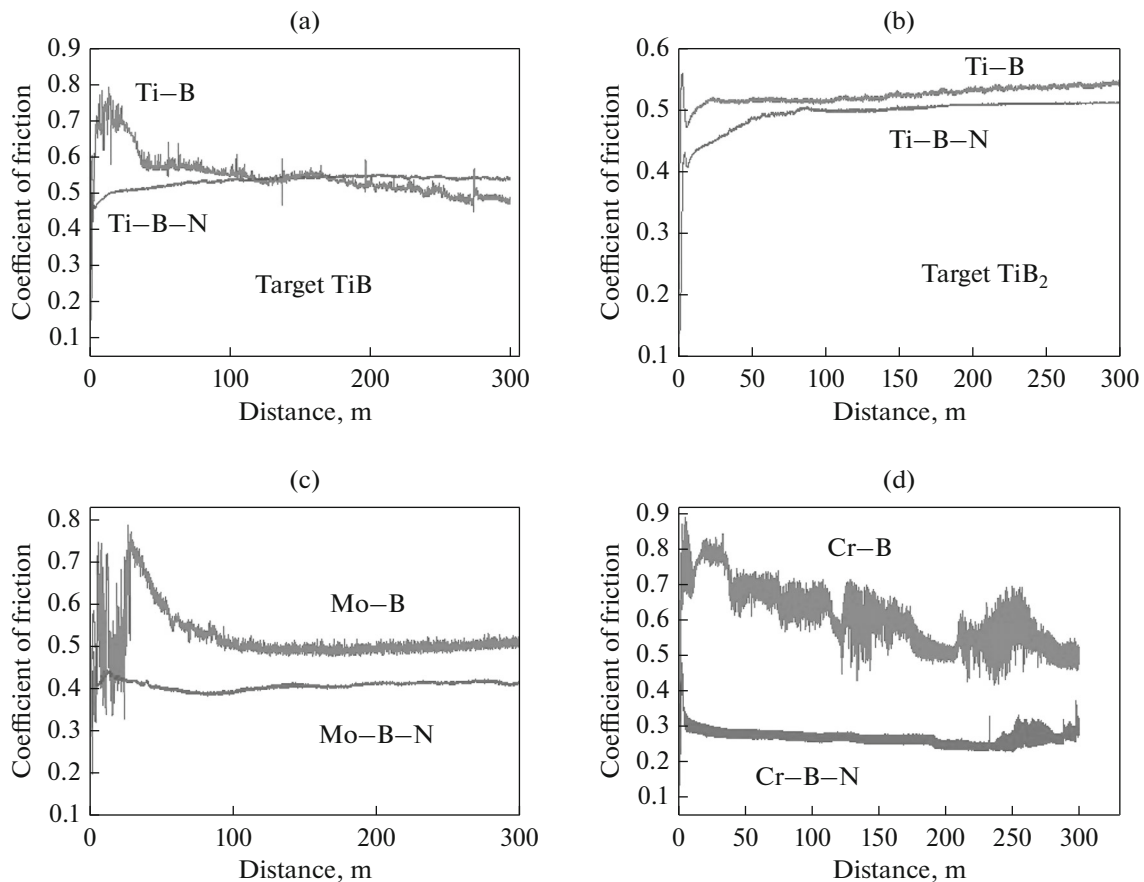 (a)
0.9
0.8
0.7
0.6
0.5
0.4
0.3
0.2
0.1
Coefficient of friction
Ti–B
Ti–B–N
Target TiB
0 100 200 300
Distance, m
(b)
0.6
0.5
0.4
0.3
0.2
0.1
Coefficient of friction
Ti–B
Ti–B–N
Target TiB₂
0 50 100 150 200 250 300
Distance, m
(c)
0.8
0.7
0.6
0.5
0.4
0.3
0.2
0.1
Coefficient of friction
Mo–B
Mo–B–N
0 100 200 300
Distance, m
(d)
0.9
0.8
0.7
0.6
0.5
0.4
0.3
0.2
0.1
Coefficient of friction
Cr–B
Cr–B–N
0 50 100 150 200 250 300
Distance, m